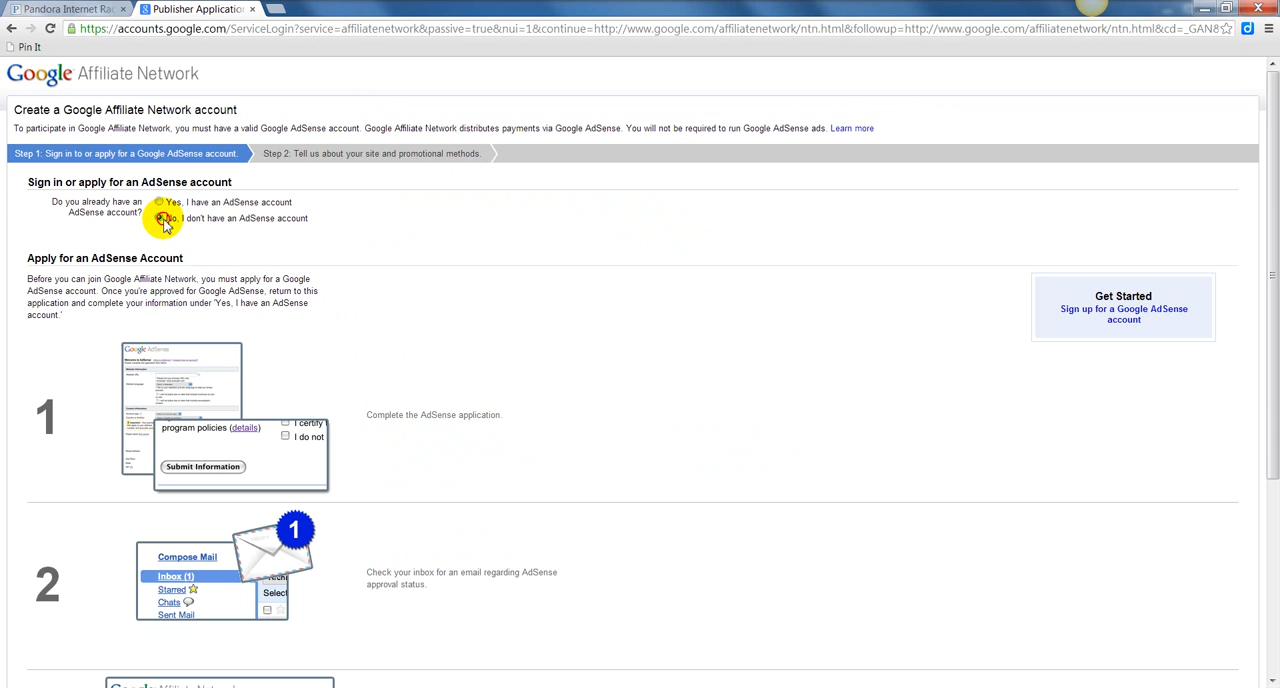 Pandora Internet Ra
Publisher Applicatio
https://accounts.google.com/ServiceLogin?service=affiliatenetwork&passive=true&nui=1&continue=http://www.google.com/affiliatenetwork/ntn.html&followup=http://www.google.com/affiliatenetwork/ntn.html&cd=_GAN8
Pin It
Google Affiliate Network
Create a Google Affiliate Network account
To participate in Google Affiliate Network, you must have a valid Google AdSense account. Google Affiliate Network distributes payments via Google AdSense. You will not be required to run Google AdSense ads. Learn more
Step 1: Sign in to or apply for a Google AdSense account.
Step 2: Tell us about your site and promotional methods.
Sign in or apply for an AdSense account
Do you already have an
AdSense account?
Yes, I have an AdSense account
No, I don't have an AdSense account
Apply for an AdSense Account
Before you can join Google Affiliate Network, you must apply for a Google
AdSense account. Once you're approved for Google AdSense, return to this
application and complete your information under 'Yes, I have an AdSense
account.'
Get Started
Sign up for a Google AdSense
account
1
Google AdSense
program policies (details)
I certify
I do not
Submit Information
Complete the AdSense application.
2
1
Compose Mail
Inbox (1)
Starred
Chats
Sent Mail
Select
Check your inbox for an email regarding AdSense
approval status.